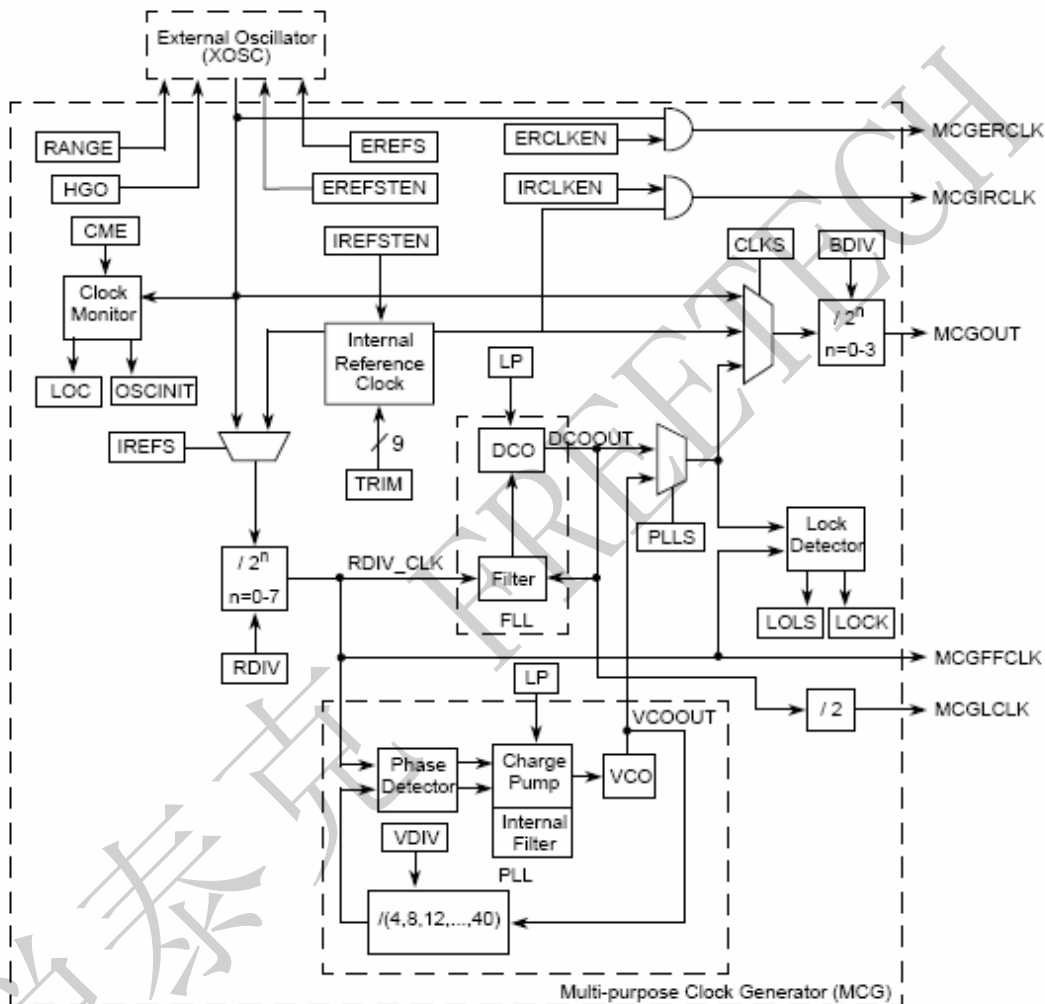 External Oscillator
(XOSC)
RANGE
EREFS
ERCLKEN
MCGERCLK
HGO
EREFSTEN
IRCLKEN
MCGIRCLK
CME
IREFSTEN
CLKS
BDIV
Clock
Monitor
Internal
Reference
Clock
/ 2ⁿ
n=0-3
MCGOUT
LP
LOC
OSCINIT
9
DCO
DCOOUT
IREFS
TRIM
PLLS
Lock
Detector
/ 2ⁿ
n=0-7
RDIV_CLK
Filter
FLL
LOLS
LOCK
RDIV
MCGFFCLK
LP
/ 2
MCGLCLK
VCOOUT
Phase
Detector
Charge
Pump
VCO
Internal
Filter
VDIV
PLL
/(4,8,12,...,40)
Multi-purpose Clock Generator (MCG)
尚泰克 FREETECH